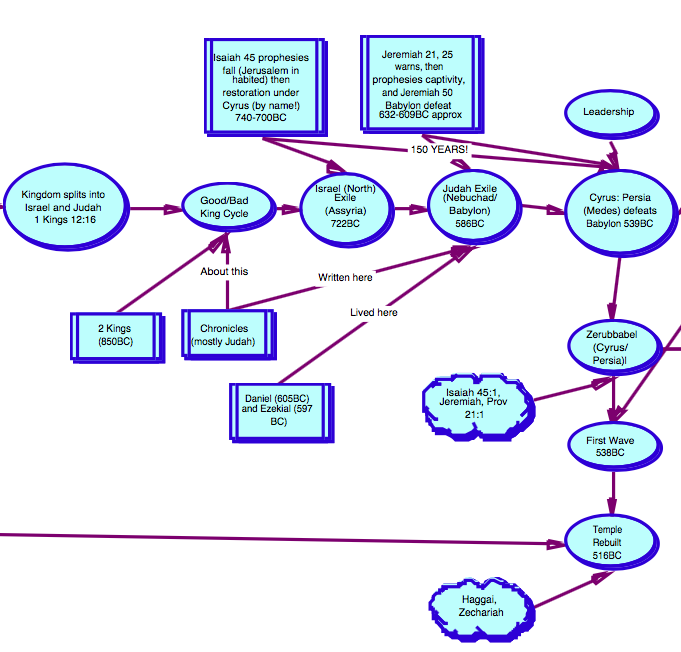 Isaiah 45 prophesies
fall (Jerusalem in
habited) then
restoration under
Cyrus (by name!)
740-700BC
Jeremiah 21, 25
warns, then
prophesies captivity,
and Jeremiah 50
Babylon defeat
632-609BC approx
Leadership
150 YEARS!
Kingdom splits into
Israel and Judah
1 Kings 12:16
Good/Bad
King Cycle
Israel (North)
Exile
(Assyria)
722BC
Judah Exile
(Nebuchad/
Babylon)
586BC
Cyrus: Persia
(Medes) defeats
Babylon 539BC
About this
Written here
Lived here
2 Kings
(850BC)
Chronicles
(mostly Judah)
Zerubbabel
(Cyrus/
Persia)l
Daniel (605BC)
and Ezekial (597
BC)
Isaiah 45:1,
Jeremiah, Prov
21:1
First Wave
538BC
Temple
Rebuilt
516BC
Haggai,
Zechariah